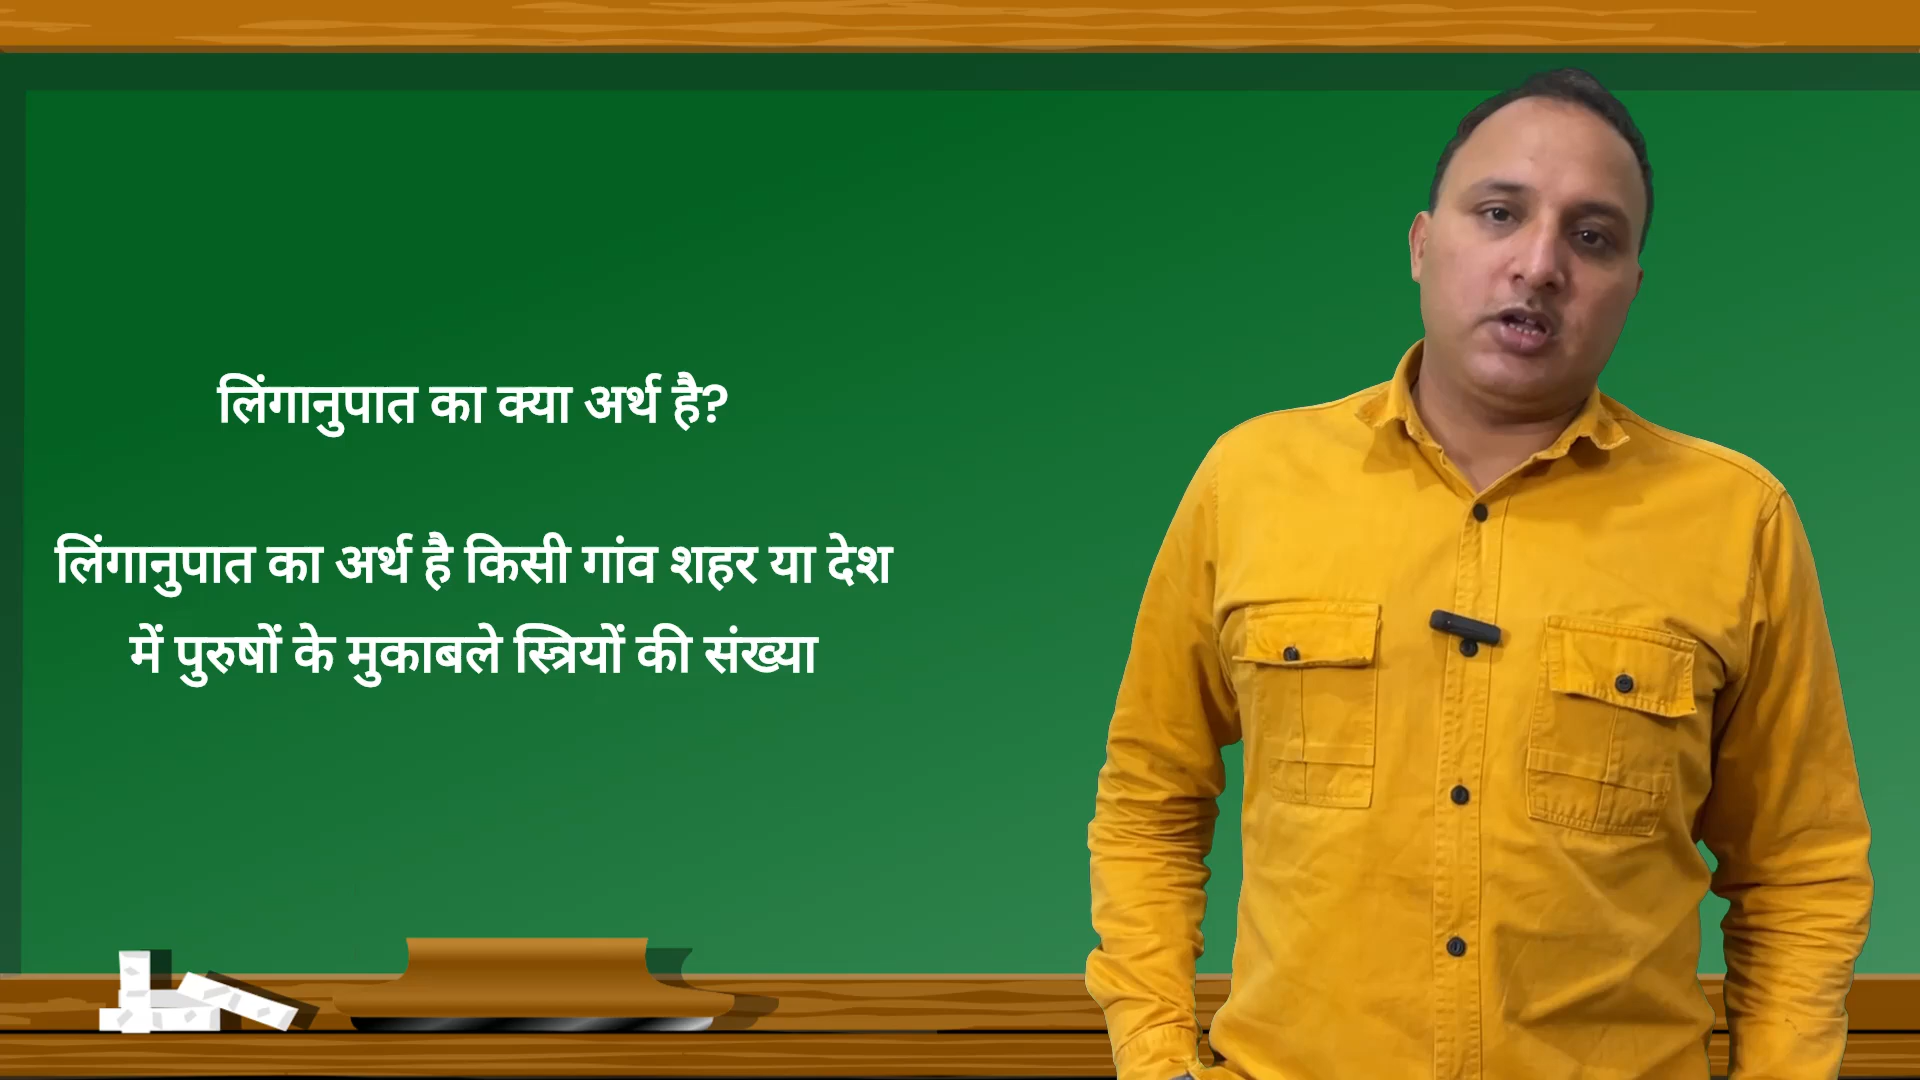 लिंगानुपात का क्या अर्थ है?
लिंगानुपात का अर्थ है किसी गांव शहर या देश
में पुरुषों के मुकाबले स्त्रियों की संख्या